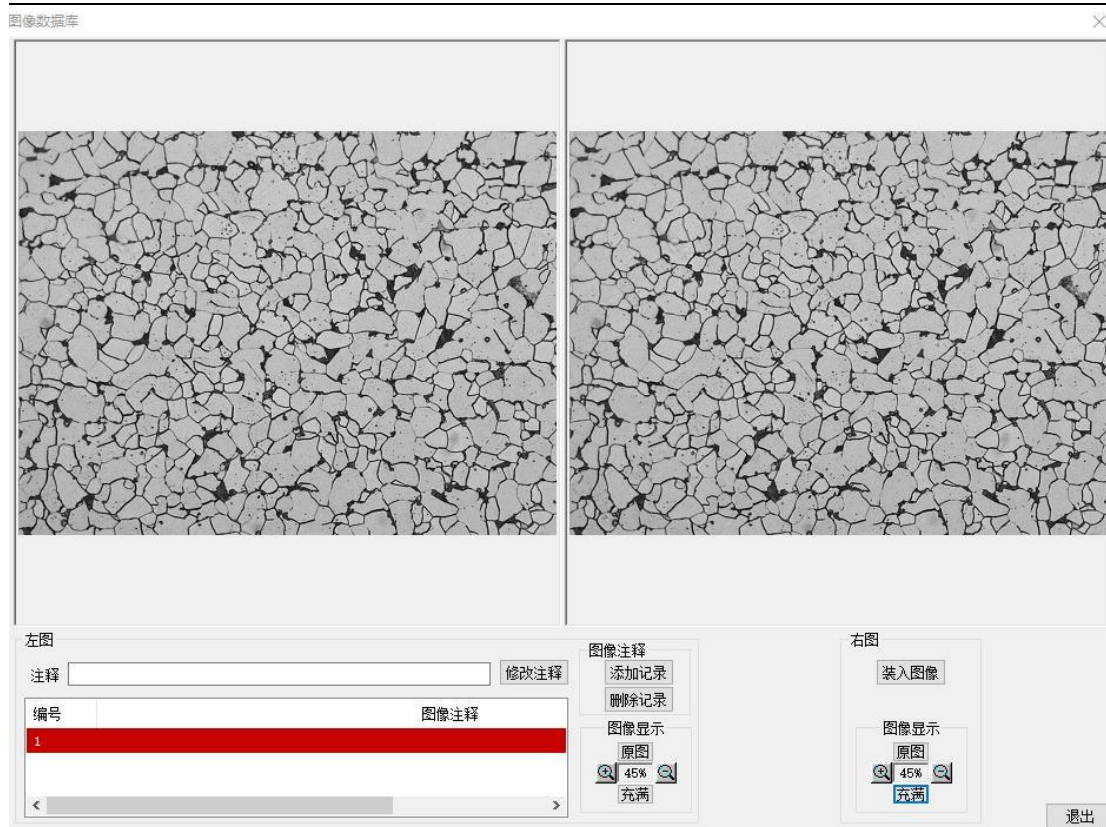 图像数据库
左图
注释
修改注释
编号 图像注释
1
图像注释
添加记录
删除记录
图像显示
原图
45%
充满
右图
装入图像
图像显示
原图
45%
充满
退出